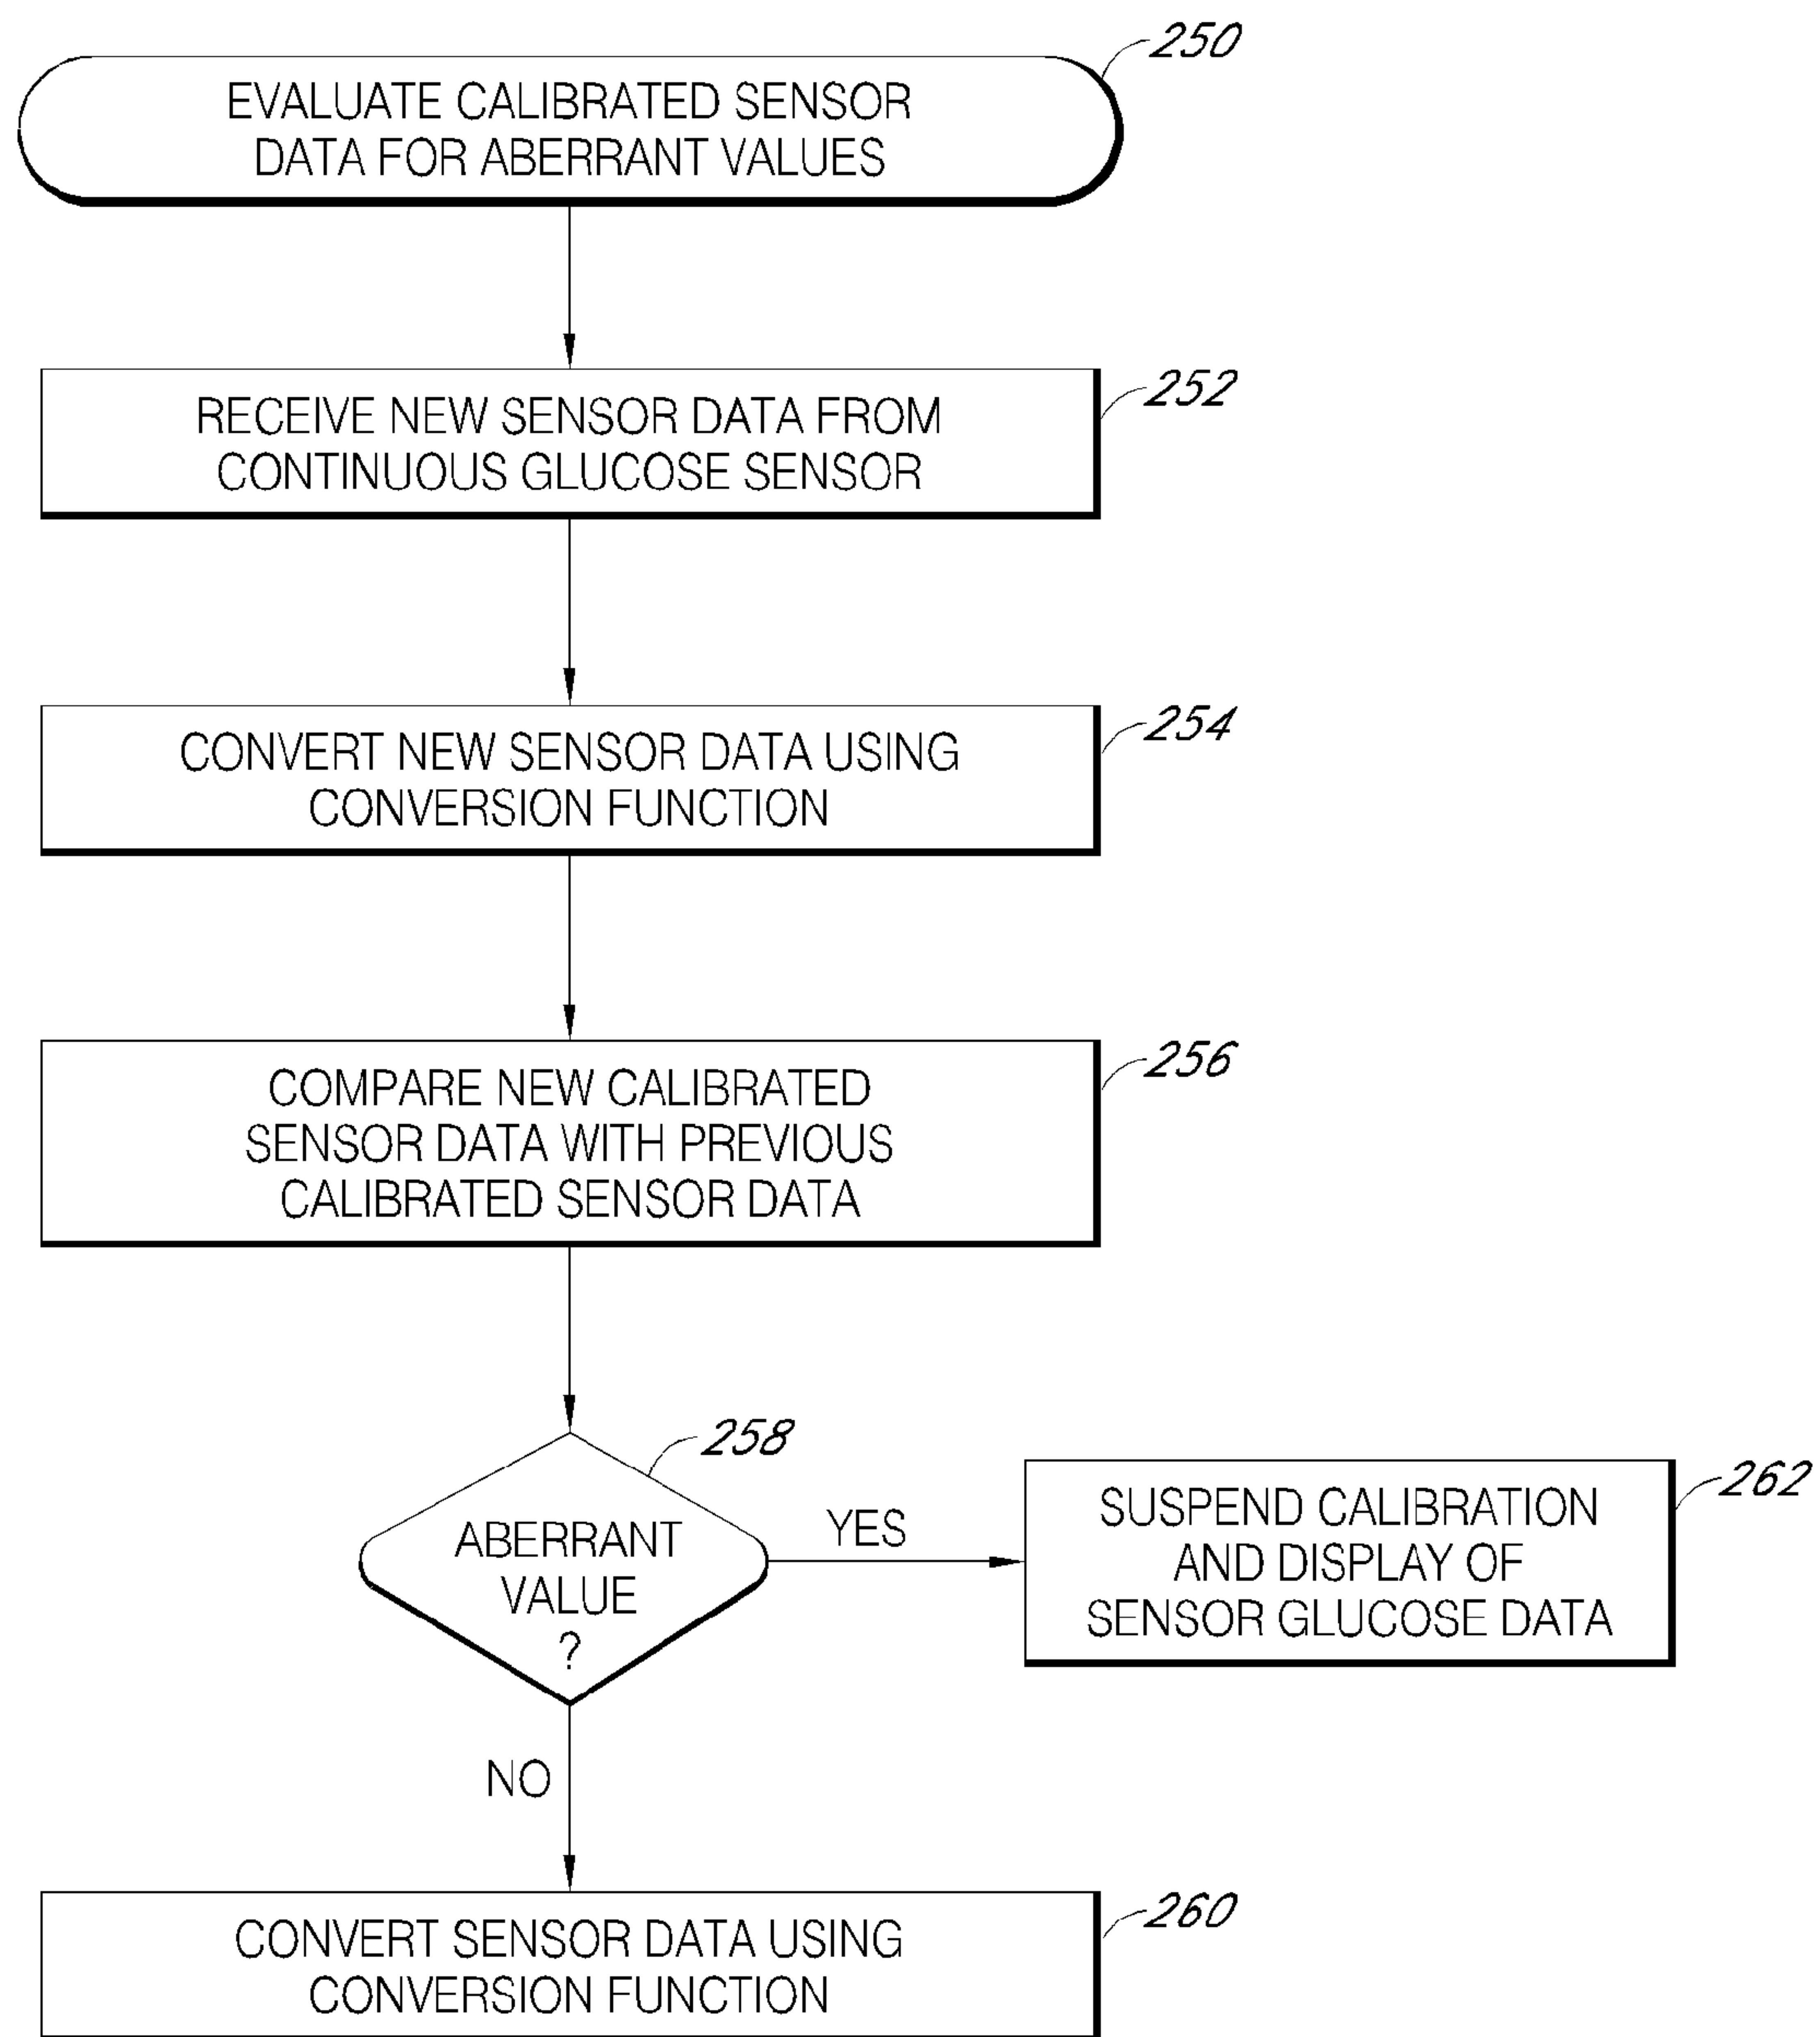 250
EVALUATE CALIBRATED SENSOR
DATA FOR ABERRANT VALUES
252
RECEIVE NEW SENSOR DATA FROM
CONTINUOUS GLUCOSE SENSOR
254
CONVERT NEW SENSOR DATA USING
CONVERSION FUNCTION
256
COMPARE NEW CALIBRATED
SENSOR DATA WITH PREVIOUS
CALIBRATED SENSOR DATA
258
ABERRANT
VALUE
?
YES
262
SUSPEND CALIBRATION
AND DISPLAY OF
SENSOR GLUCOSE DATA
NO
260
CONVERT SENSOR DATA USING
CONVERSION FUNCTION